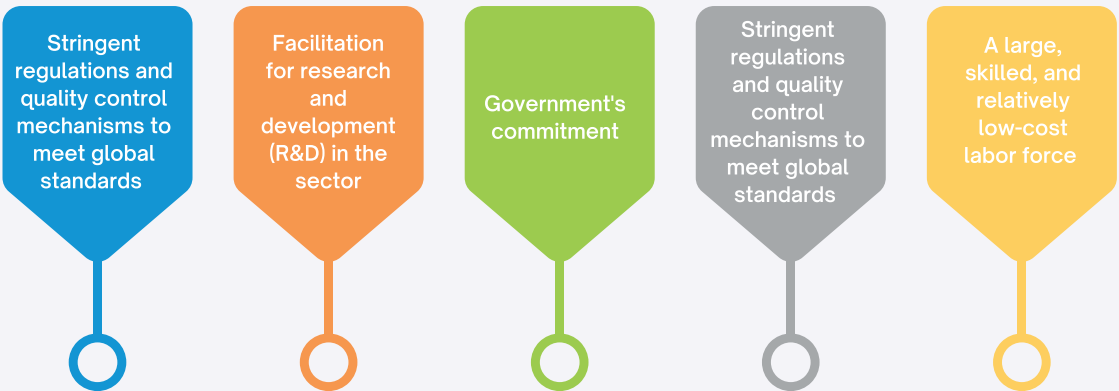 Stringent
regulations and
quality control
mechanisms to
meet global
standards
Facilitation
for research
and
development
(R&D) in the
sector
Government's
commitment
Stringent
regulations
and quality
control
mechanisms to
meet global
standards
A large,
skilled, and
relatively
low-cost
labor force